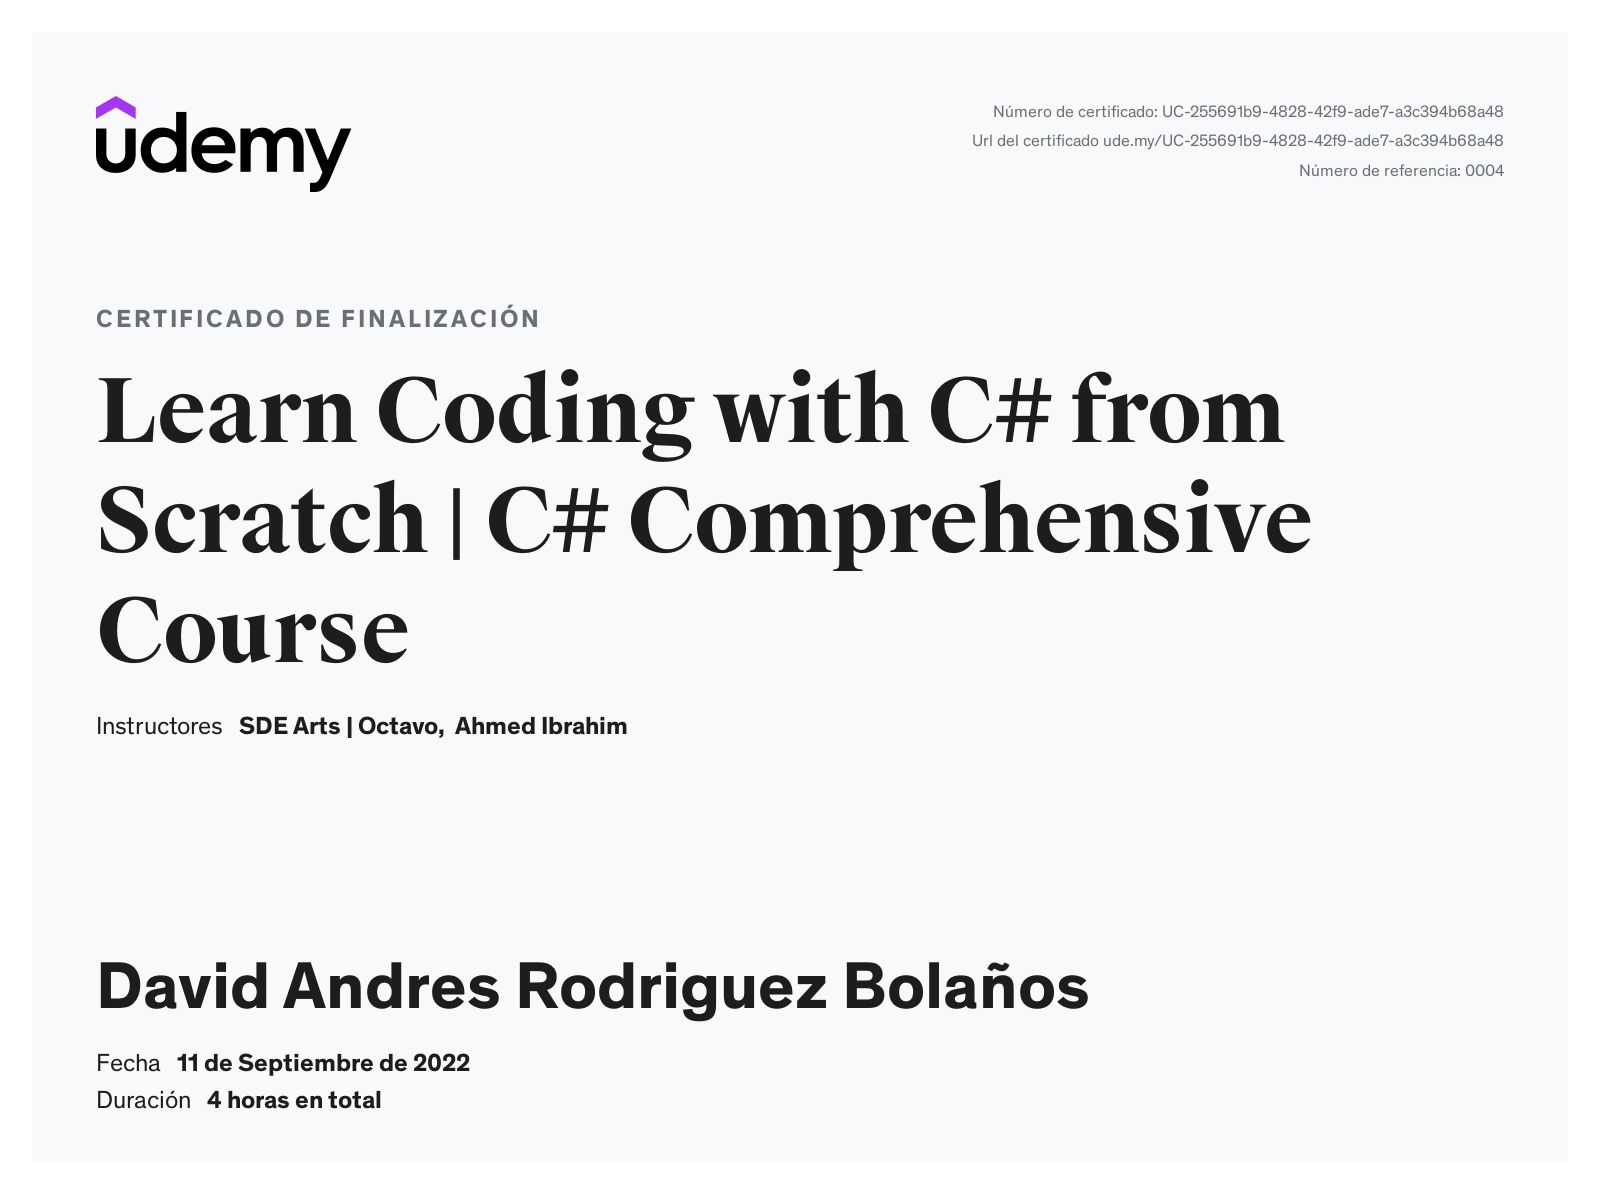 udemy
Número de certificado: UC-255691b9-4828-42f9-ade7-a3c394b68a48
Url del certificado ude.my/UC-255691b9-4828-42f9-ade7-a3c394b68a48
Número de referencia: 0004
CERTIFICADO DE FINALIZACIÓN
Learn Coding with C# from
Scratch | C# Comprehensive
Course
Instructores SDE Arts | Octavo, Ahmed Ibrahim
David Andres Rodriguez Bolaños
Fecha 11 de Septiembre de 2022
Duración 4 horas en total